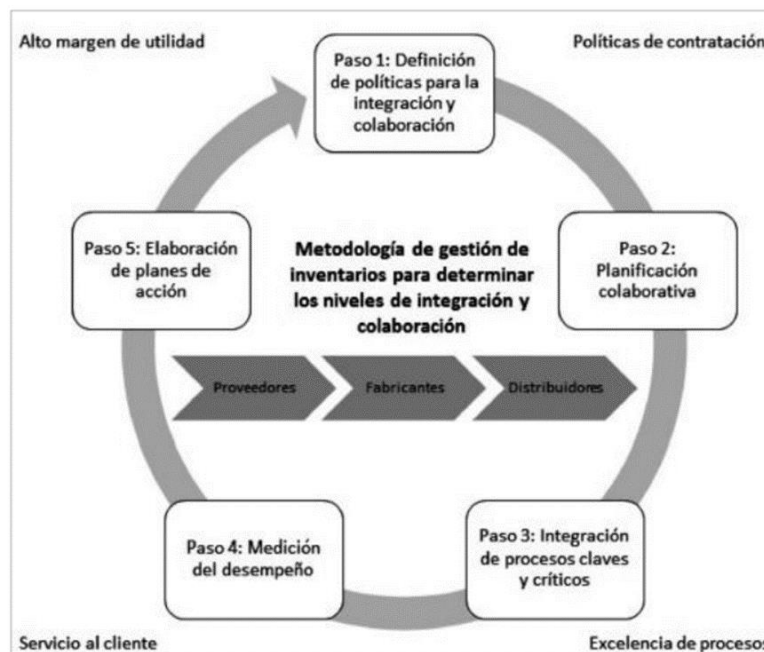 Alto margen de utilidad
Políticas de contratación
Paso 1: Definición
de políticas para la
integración y
colaboración
Paso 5: Elaboración
de planes de
acción
Metodología de gestión de
inventarios para determinar
los niveles de integración y
colaboración
Paso 2:
Planificación
colaborativa
Proveedores
Fabricantes
Distribuidores
Paso 4: Medición
del desempeño
Paso 3: Integración
de procesos claves
y críticos
Servicio al cliente
Excelencia de procesos